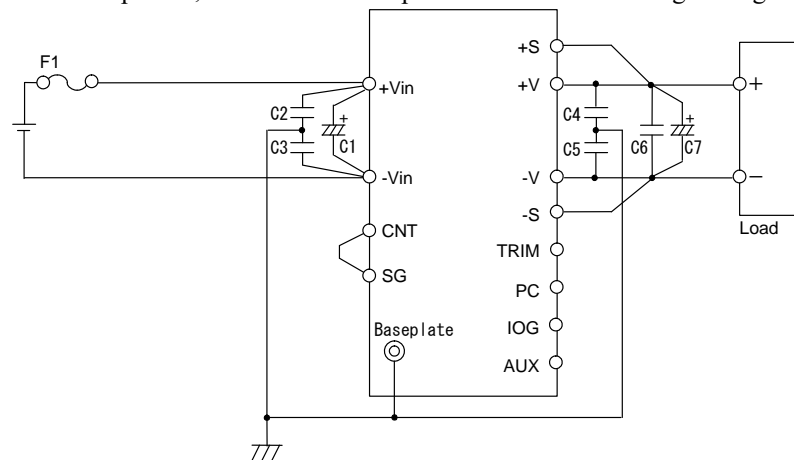 F1
+S
+Vin
+V
+
C2
+
C4
+
C3
C1
C5
C6
C7
-Vin
-V
−
-S
CNT
Load
TRIM
SG
PC
Baseplate
IOG
AUX